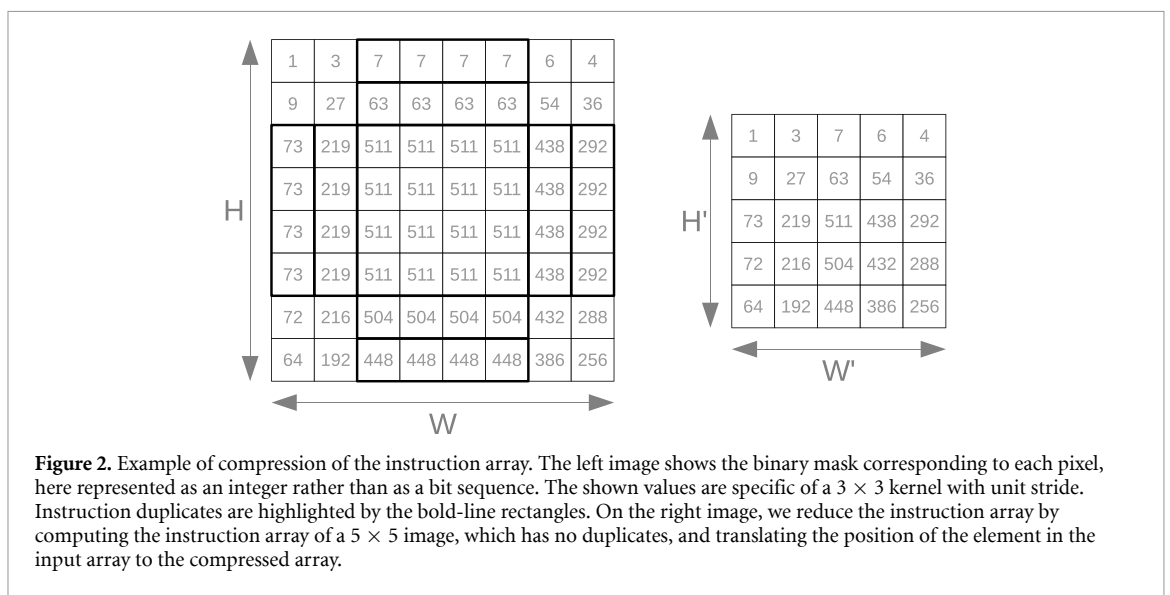 1 3 7 7 7 7 6 4
9 27 63 63 63 63 54 36
73 219 511 511 511 511 438 292
73 219 511 511 511 511 438 292
73 219 511 511 511 511 438 292
73 219 511 511 511 511 438 292
72 216 504 504 504 504 432 288
64 192 448 448 448 448 386 256
H
W
1 3 7 6 4
9 27 63 54 36
73 219 511 438 292
72 216 504 432 288
64 192 448 386 256
H'
W'
Figure 2. Example of compression of the instruction array. The left image shows the binary mask corresponding to each pixel,
here represented as an integer rather than as a bit sequence. The shown values are specific of a 3 × 3 kernel with unit stride.
Instruction duplicates are highlighted by the bold-line rectangles. On the right image, we reduce the instruction array by
computing the instruction array of a 5 × 5 image, which has no duplicates, and translating the position of the element in the
input array to the compressed array.